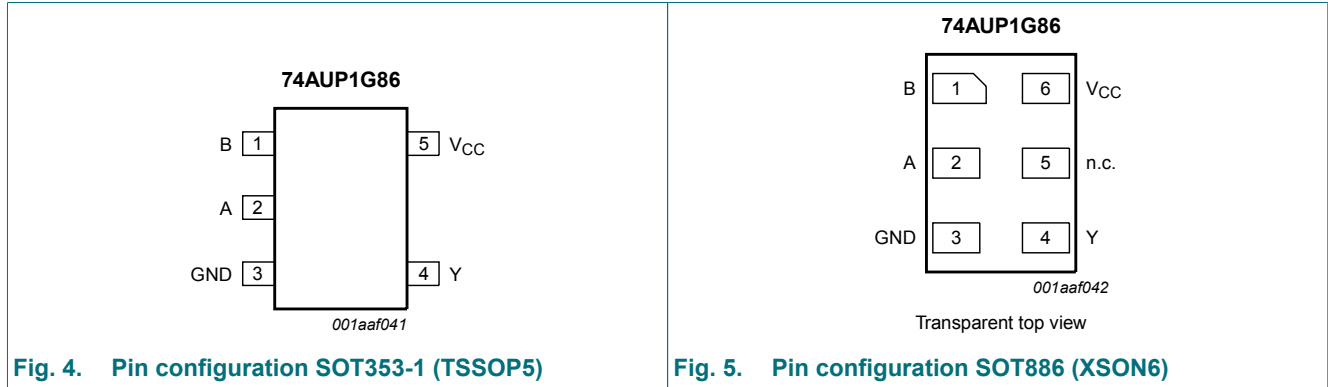 74AUP1G86
B 1 5 VCC
A 2
GND 3 4 Y
001aaf041
Fig. 4. Pin configuration SOT353-1 (TSSOP5)
74AUP1G86
B 1 6 VCC
A 2 5 n.c.
GND 3 4 Y
001aaf042
Transparent top view
Fig. 5. Pin configuration SOT886 (XSON6)